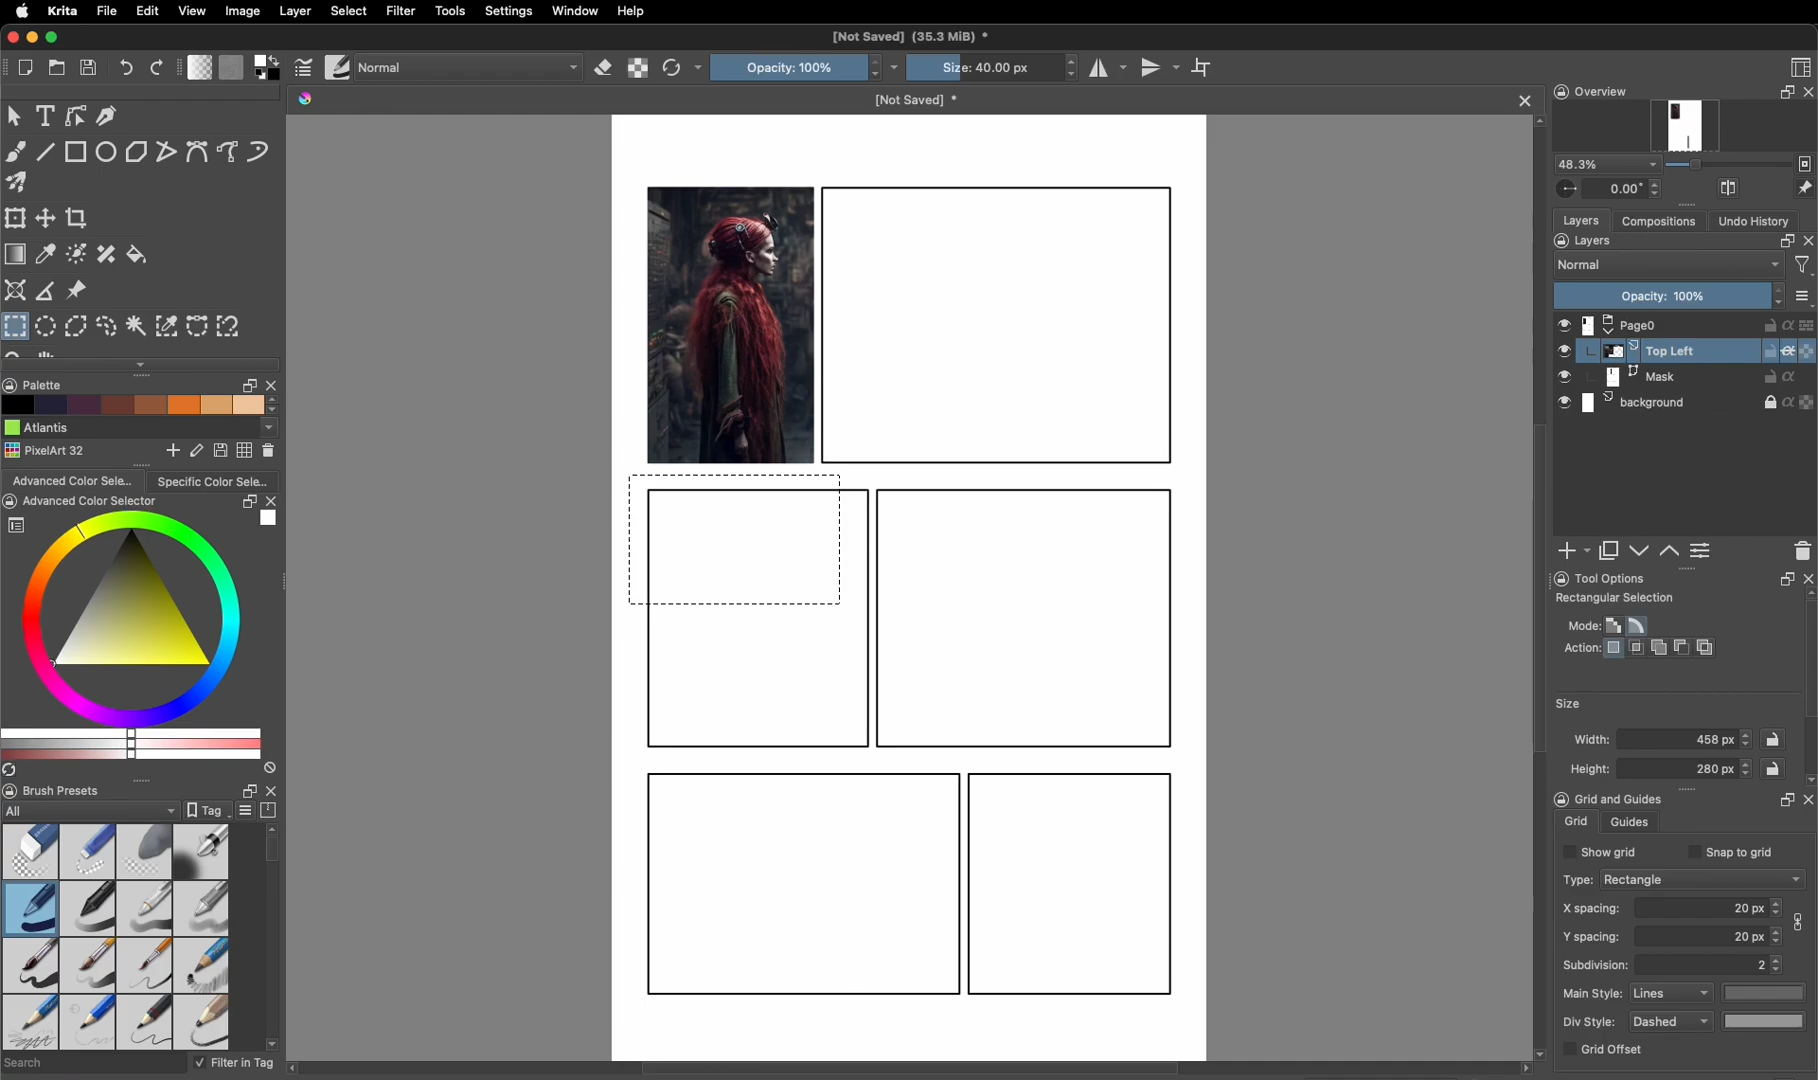 Krita File Edit View Image Layer Select Filter Tools Settings Window Help
[Not Saved] (35.3 MiB) *
Normal Opacity: 100% Size: 40.00 px
[Not Saved] *
Overview
48.3%
0.00°
Layers Compositions Undo History
Layers
Normal
Opacity: 100%
Page0
Top Left
Mask
background
Palette
Atlantis
PixelArt 32
Advanced Color Sele... Specific Color Sele...
Advanced Color Selector
Tool Options
Rectangular Selection
Mode:
Action:
Size
Width: 458 px
Height: 280 px
Brush Presets
All Tag
Search Filter in Tag
Grid and Guides
Grid Guides
Show grid Snap to grid
Type: Rectangle
X spacing: 20 px
Y spacing: 20 px
Subdivision: 2
Main Style: Lines
Div Style: Dashed
Grid Offset